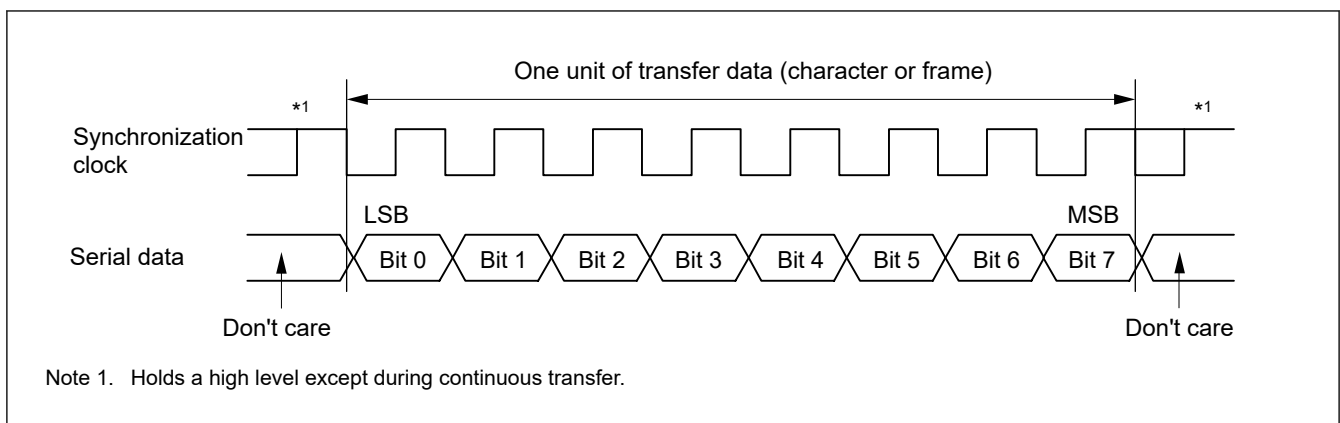 One unit of transfer data (character or frame)
*1
*1
Synchronization
clock
LSB
MSB
Serial data
Bit 0 Bit 1 Bit 2 Bit 3 Bit 4 Bit 5 Bit 6 Bit 7
Don't care
Don't care
Note 1. Holds a high level except during continuous transfer.